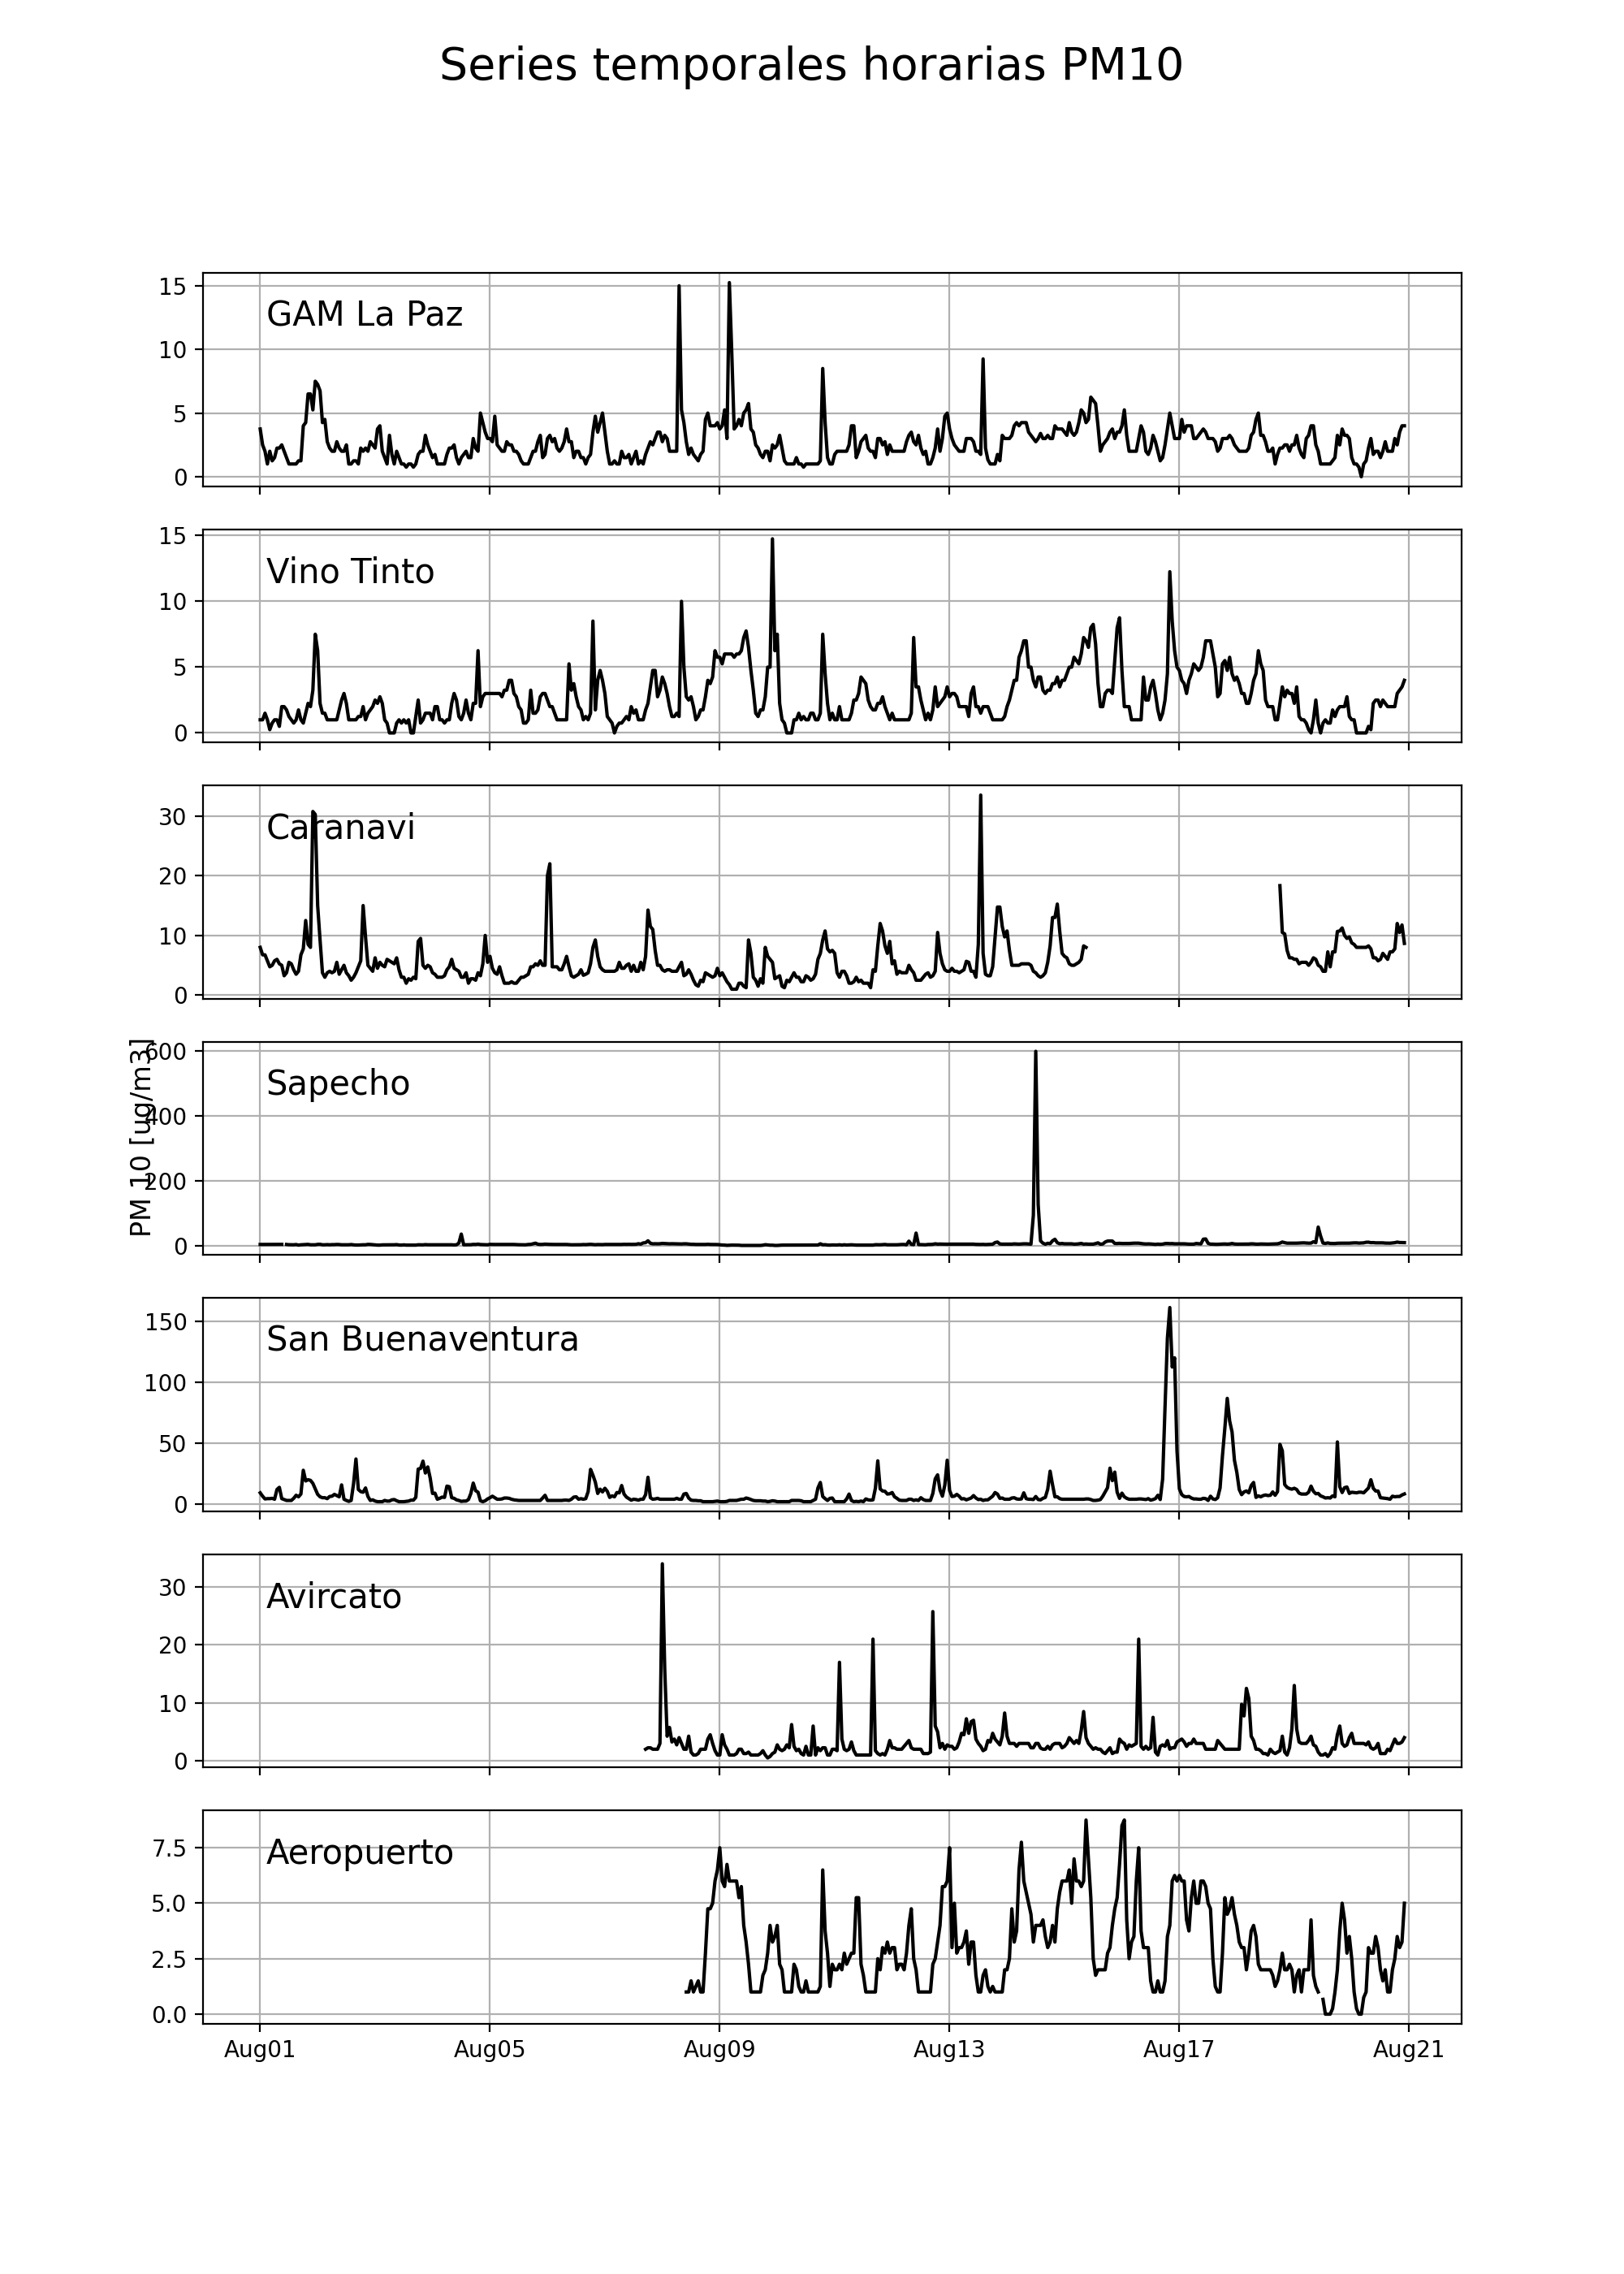 Series temporales horarias PM10
15
10
5
0
GAM La Paz
15
10
5
0
Vino Tinto
30
20
10
0
Caranavi
PM 10 [ug/m3]
600
400
200
0
Sapecho
150
100
50
0
San Buenaventura
30
20
10
0
Avircato
7.5
5.0
2.5
0.0
Aeropuerto
Aug01 Aug05 Aug09 Aug13 Aug17 Aug21